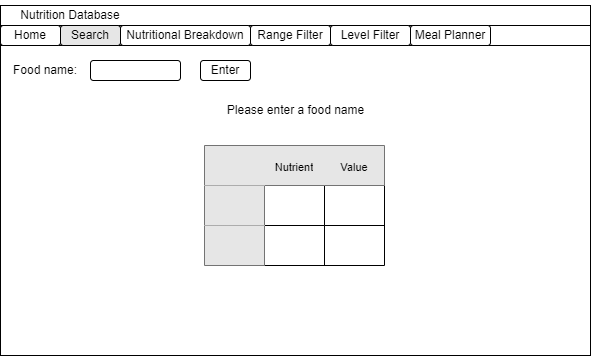 Nutrition Database
Home Search Nutritional Breakdown Range Filter Level Filter Meal Planner
Food name: Enter
Please enter a food name
Nutrient Value